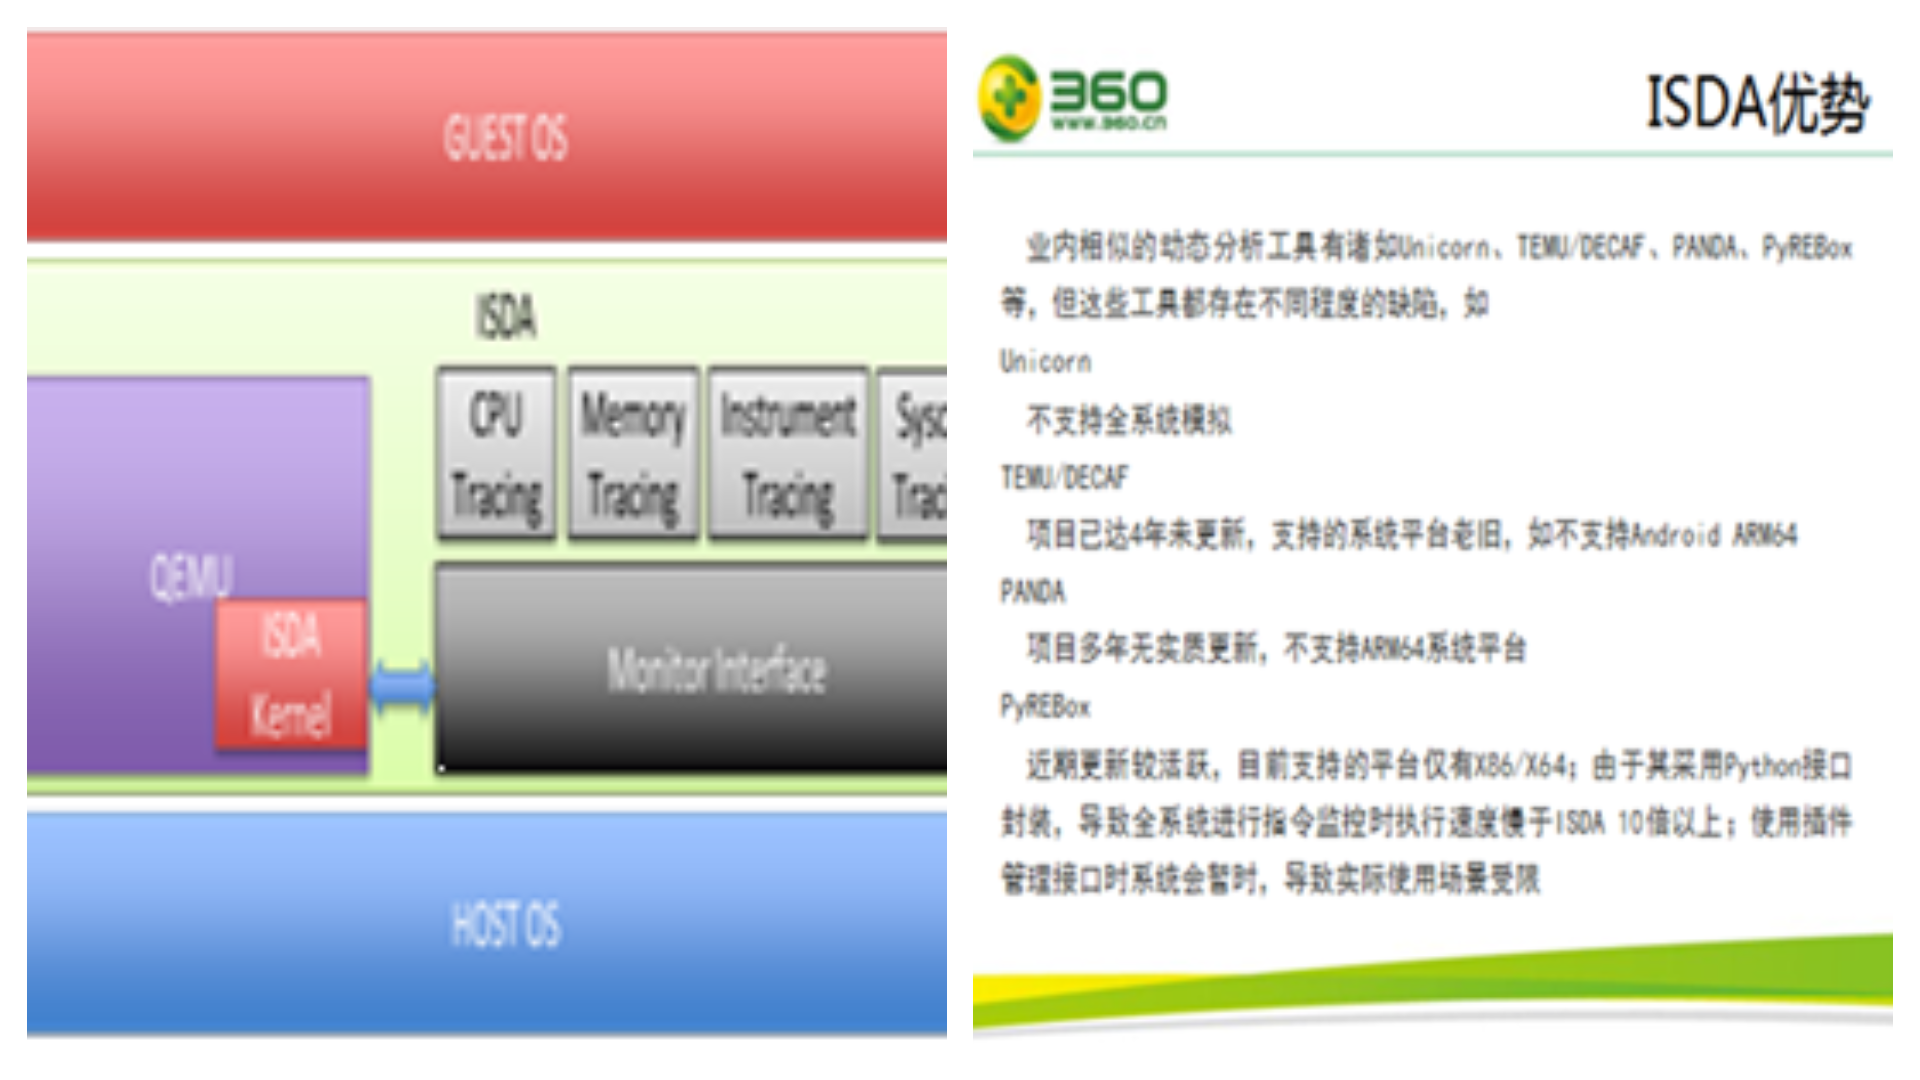 GUEST OS
ISDA
CPU
Tracing
Memory
Tracing
Instrument
Tracing
QEMU
ISDA
Kernel
Monitor Interface
HOST OS
360
www.360.cn
ISDA优势
业内相似的动态分析工具有诸如Unicorn、TEMU/DECAF、PANDA、PyREBox
等，但这些工具都存在不同程度的缺陷，如
Unicorn
不支持全系统模拟
TEMU/DECAF
项目已达4年未更新，支持的系统平台老旧，如不支持Android ARM64
PANDA
项目多年无实质更新，不支持ARM64系统平台
PyREBox
近期更新较活跃，目前支持的平台仅有X86/X64；由于其采用Python接口
封装，导致全系统进行指令监控时执行速度慢于ISDA 10倍以上；使用插件
管理接口时系统会暂时，导致实际使用场景受限